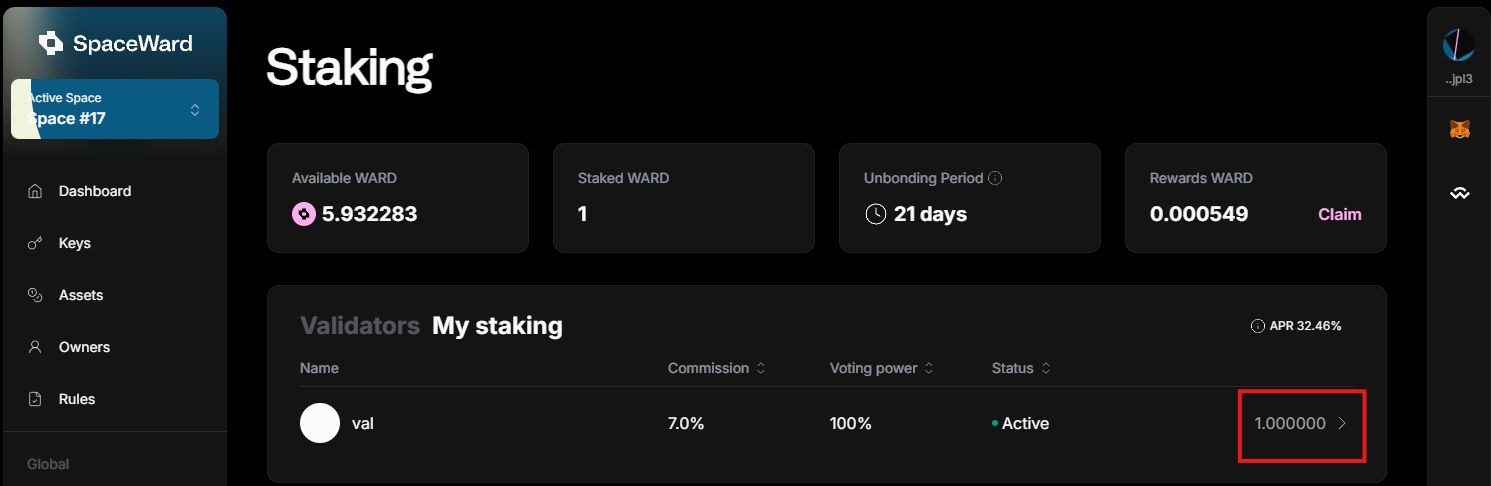 SpaceWard
Active Space
Space #17
Dashboard
Keys
Assets
Owners
Rules
Global
Staking
Available WARD
5.932283
Staked WARD
1
Unbonding Period
21 days
Rewards WARD
0.000549 Claim
Validators My staking
APR 32.46%
Name Commission Voting power Status
val 7.0% 100% Active 1.000000
..jpl3